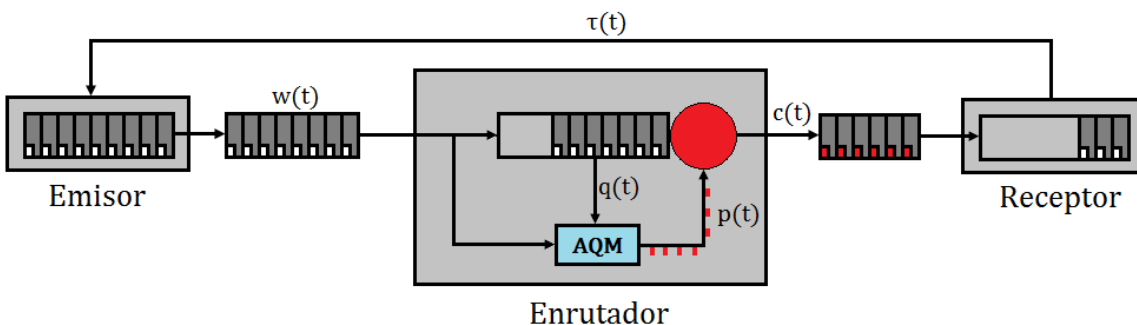 τ(t)
w(t)
c(t)
Emisor
q(t)
p(t)
AQM
Receptor
Enrutador